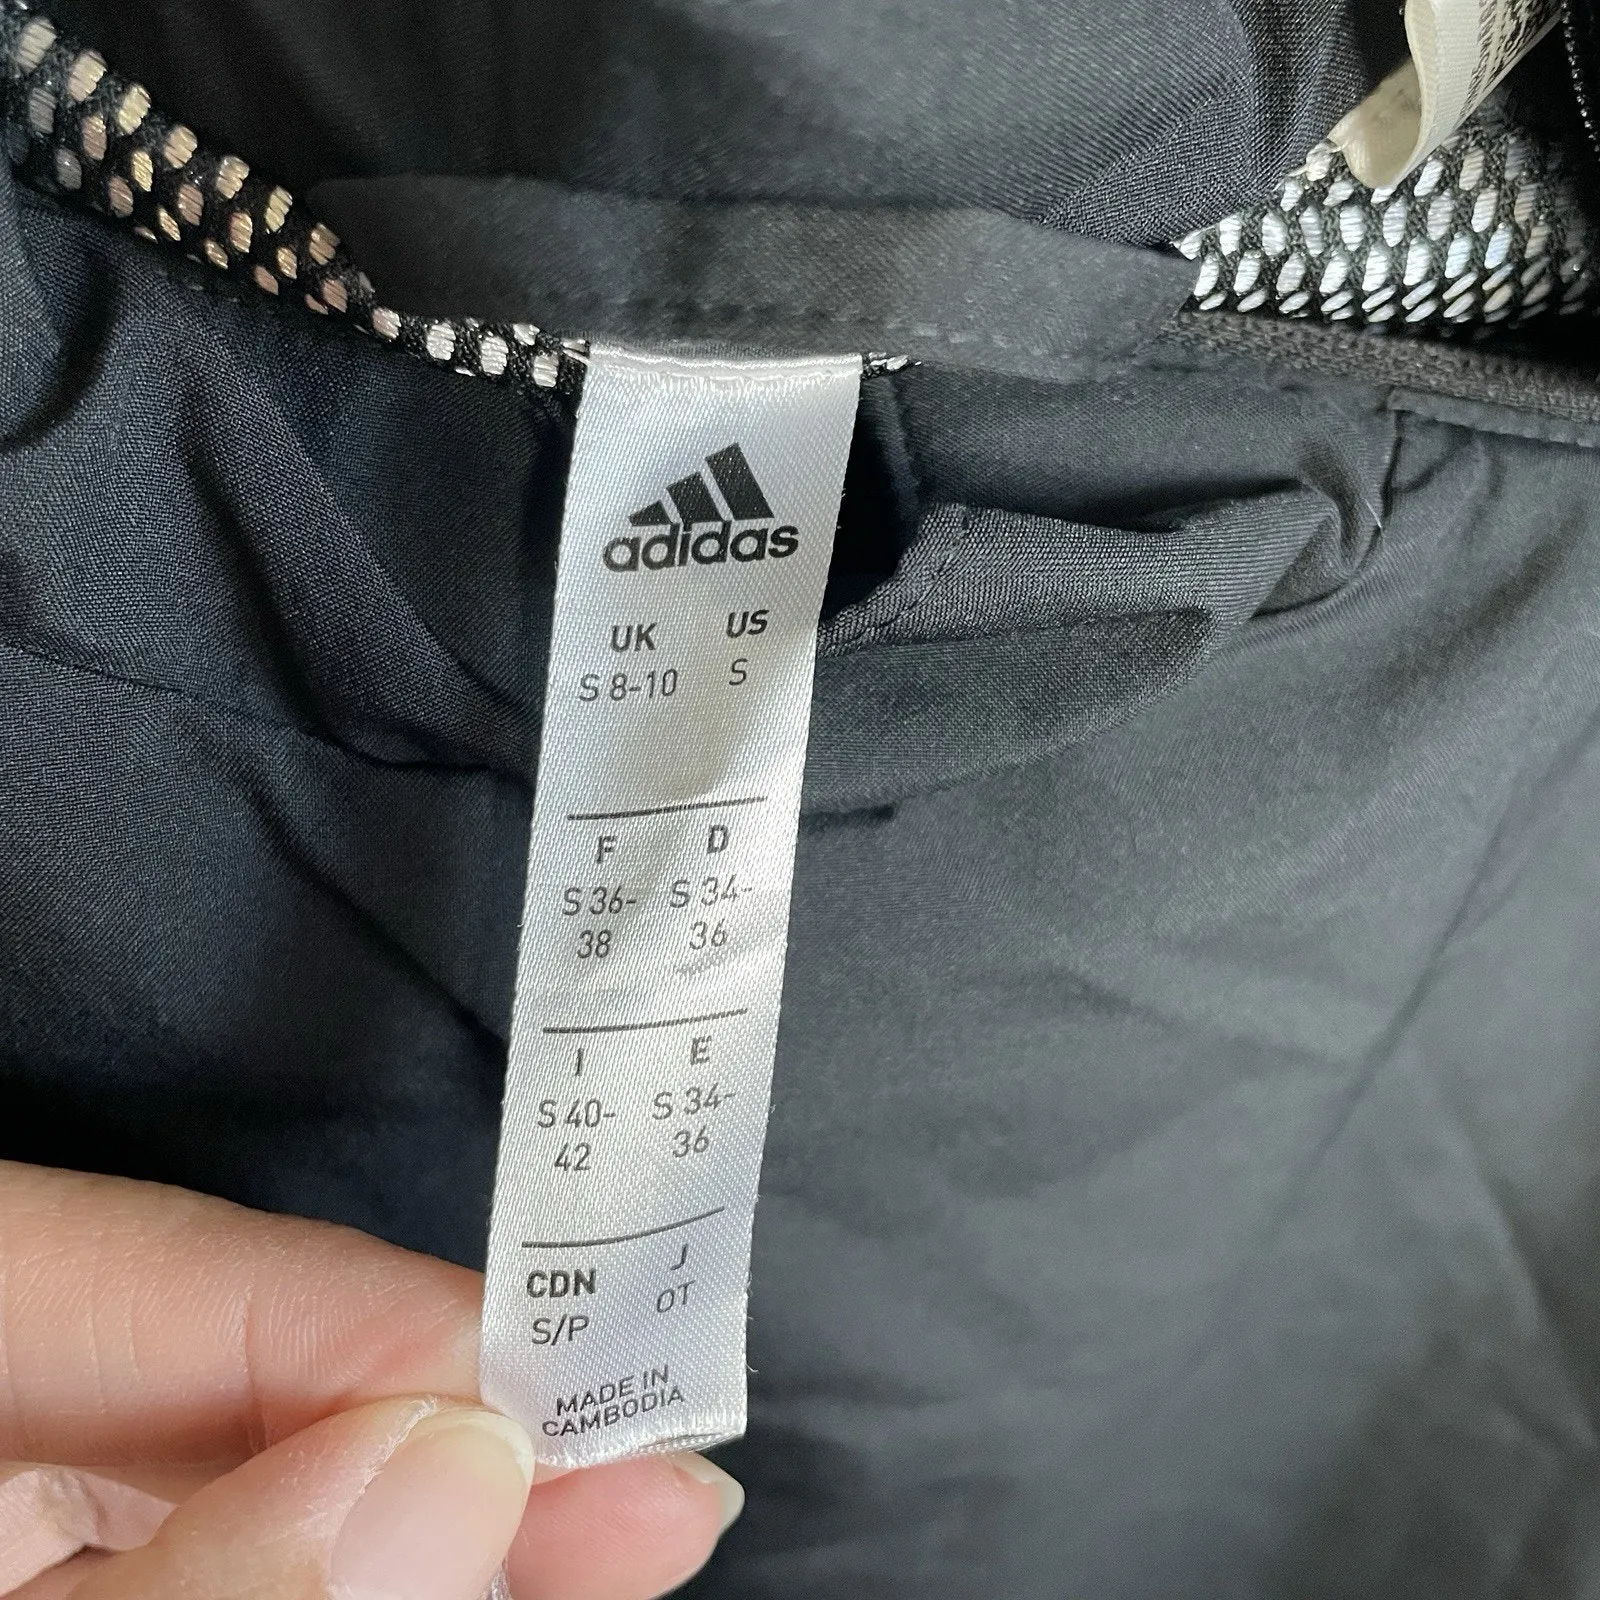 adidas
UK US
S 8-10 S
F D
S 36- S 34-
38 36
I E
S 40- S 34-
42 36
CDN J
S/P OT
MADE IN
CAMBODIA